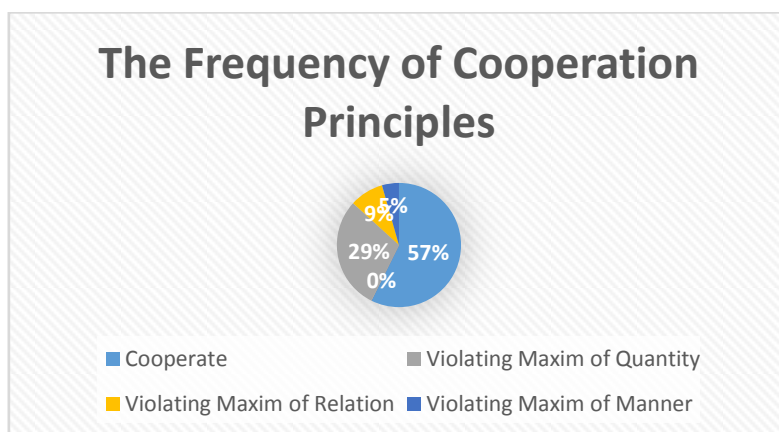 The Frequency of Cooperation
Principles
5%
9%
29%
57%
0%
Cooperate
Violating Maxim of Quantity
Violating Maxim of Relation
Violating Maxim of Manner